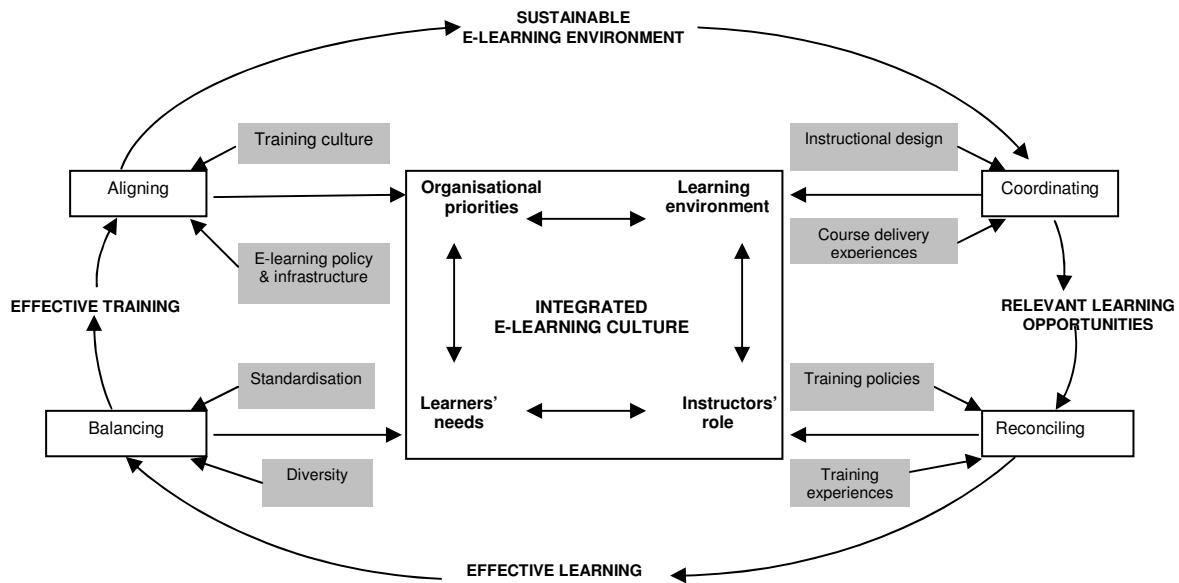 SUSTAINABLE
E-LEARNING ENVIRONMENT
Training culture
Instructional design
Aligning
Organisational
priorities
Learning
environment
Coordinating
E-learning policy
& infrastructure
Course delivery
experiences
EFFECTIVE TRAINING
INTEGRATED
E-LEARNING CULTURE
RELEVANT LEARNING
OPPORTUNITIES
Standardisation
Training policies
Balancing
Learners’
needs
Instructors’
role
Reconciling
Diversity
Training
experiences
EFFECTIVE LEARNING